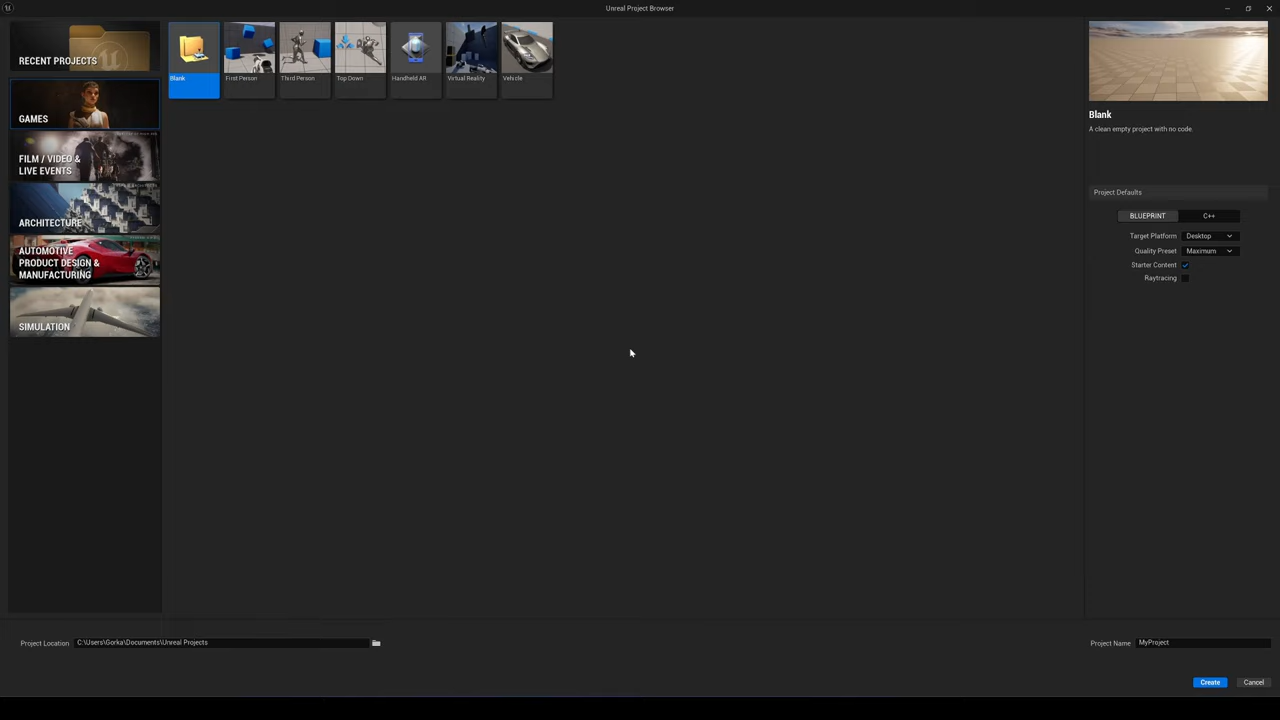 Unreal Project Browser
RECENT PROJECTS
GAMES
FILM / VIDEO &
LIVE EVENTS
ARCHITECTURE
AUTOMOTIVE
PRODUCT DESIGN &
MANUFACTURING
SIMULATION
Blank
First Person
Third Person
Top Down
Handheld AR
Virtual Reality
Vehicle
Blank
A clean empty project with no code.
Project Defaults
BLUEPRINT
C++
Target Platform
Desktop
Quality Preset
Maximum
Starter Content
Raytracing
Project Location
C:\Users\Gorka\Documents\Unreal Projects
Project Name
MyProject
Create
Cancel